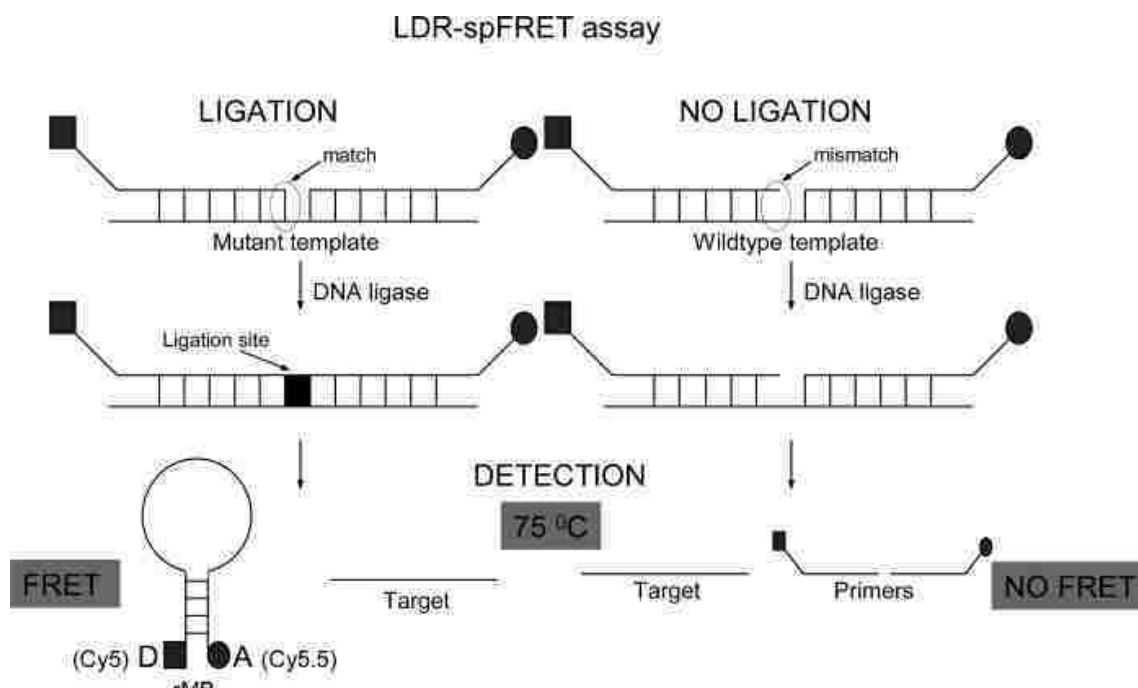 LDR-spFRET assay
LIGATION
NO LIGATION
match
mismatch
Mutant template
Wildtype template
DNA ligase
DNA ligase
Ligation site
DETECTION
75 ⁰C
FRET
Target
Target
Primers
NO FRET
(Cy5) D A (Cy5.5)